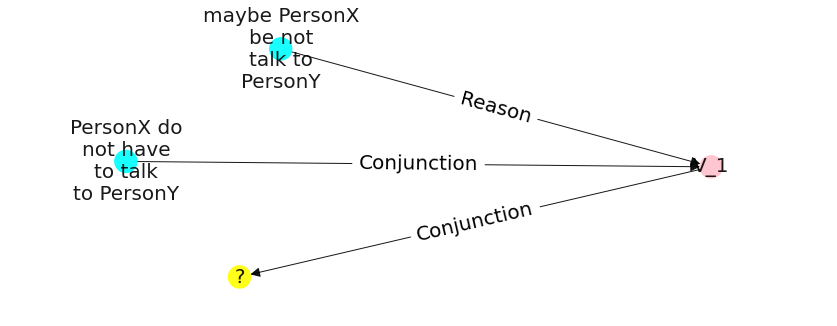 maybe PersonX
be not
talk to
PersonY
Reason
PersonX do
not have
to talk
to PersonY
Conjunction
V_1
Conjunction
?